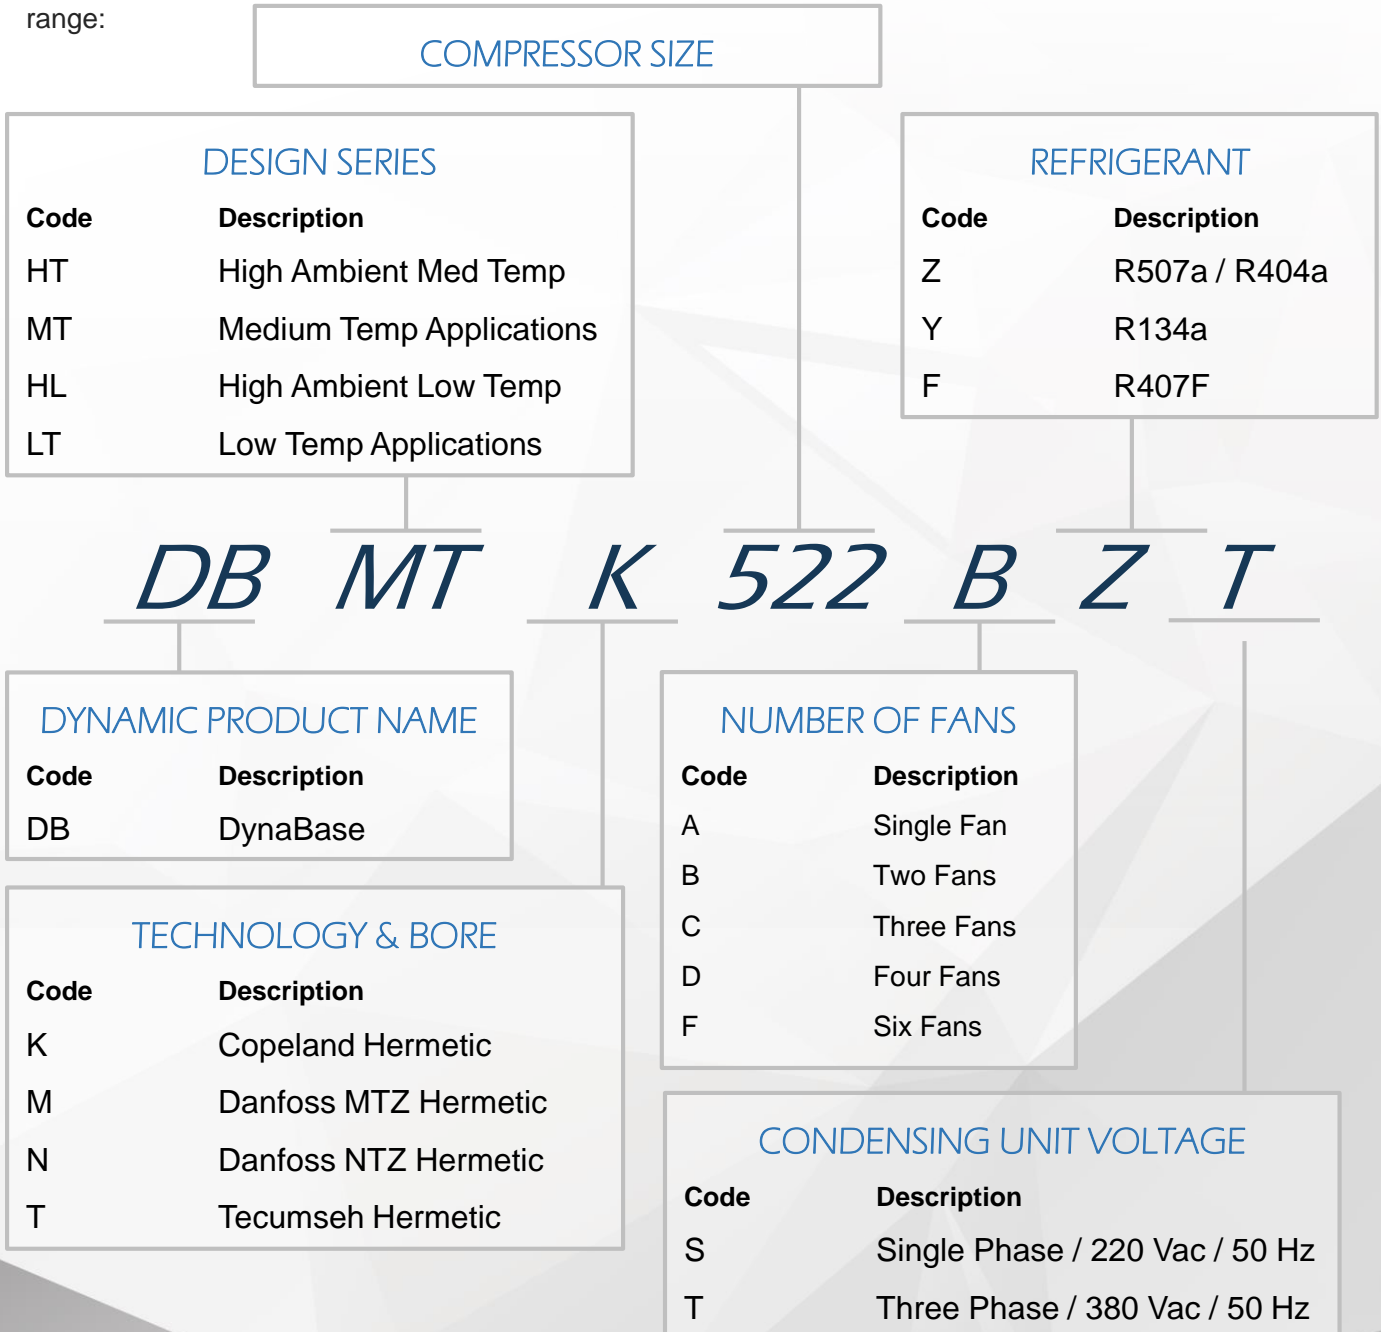 range:
COMPRESSOR SIZE
DESIGN SERIES
Code Description
HT High Ambient Med Temp
MT Medium Temp Applications
HL High Ambient Low Temp
LT Low Temp Applications
REFRIGERANT
Code Description
Z R507a / R404a
Y R134a
F R407F
DB MT K 522 B Z T
DYNAMIC PRODUCT NAME
Code Description
DB DynaBase
TECHNOLOGY & BORE
Code Description
K Copeland Hermetic
M Danfoss MTZ Hermetic
N Danfoss NTZ Hermetic
T Tecumseh Hermetic
NUMBER OF FANS
Code Description
A Single Fan
B Two Fans
C Three Fans
D Four Fans
F Six Fans
CONDENSING UNIT VOLTAGE
Code Description
S Single Phase / 220 Vac / 50 Hz
T Three Phase / 380 Vac / 50 Hz